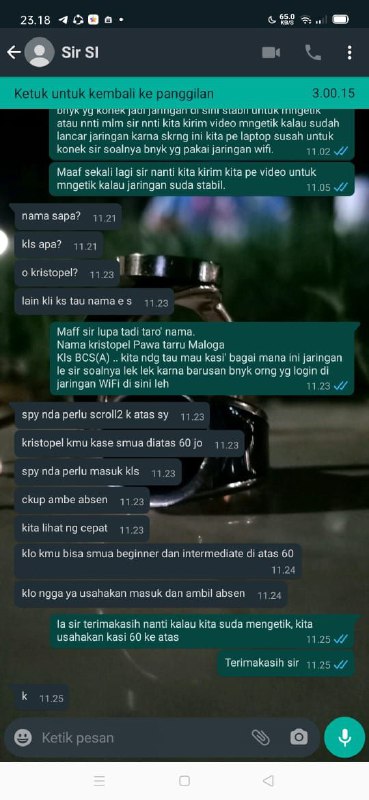 23.18
65.0
KB/S
Sir SI
Ketuk untuk kembali ke panggilan 3.00.15
bnyk yg konek jadi jaringan di sini stabil untuk mngetik
atau nnti mlm sir nnti kita kirim video mngetik kalau sudah
lancar jaringan karna skrng ini kita pe laptop susah untuk
konek sir soalnya bnyk yg pakai jaringan wifi. 11.02
Maaf sekali lagi sir nanti kita kirim kita pe video untuk
mngetik kalau jaringan suda stabil. 11.05
nama sapa? 11.21
kls apa? 11.21
o kristopel? 11.23
lain kli ks tau nama e s 11.23
Maff sir lupa tadi taro' nama.
Nama kristopel Pawa tarru Maloga
Kls BCS(A) .. kita ndg tau mau kasi' bagai mana ini jaringan
le sir soalnya lek lek karna barusan bnyk orng yg login di
jaringan WiFi di sini leh 11.23
spy nda perlu scroll2 k atas sy 11.23
kristopel kmu kase smua diatas 60 jo 11.23
spy nda perlu masuk kls 11.23
ckup ambe absen 11.23
kita lihat ng cepat 11.23
klo kmu bisa smua beginner dan intermediate di atas 60
11.24
klo ngga ya usahakan masuk dan ambil absen 11.24
Ia sir terimakasih nanti kalau kita suda mengetik, kita
usahakan kasi 60 ke atas 11.25
Terimakasih sir 11.25
k 11.25
Ketik pesan